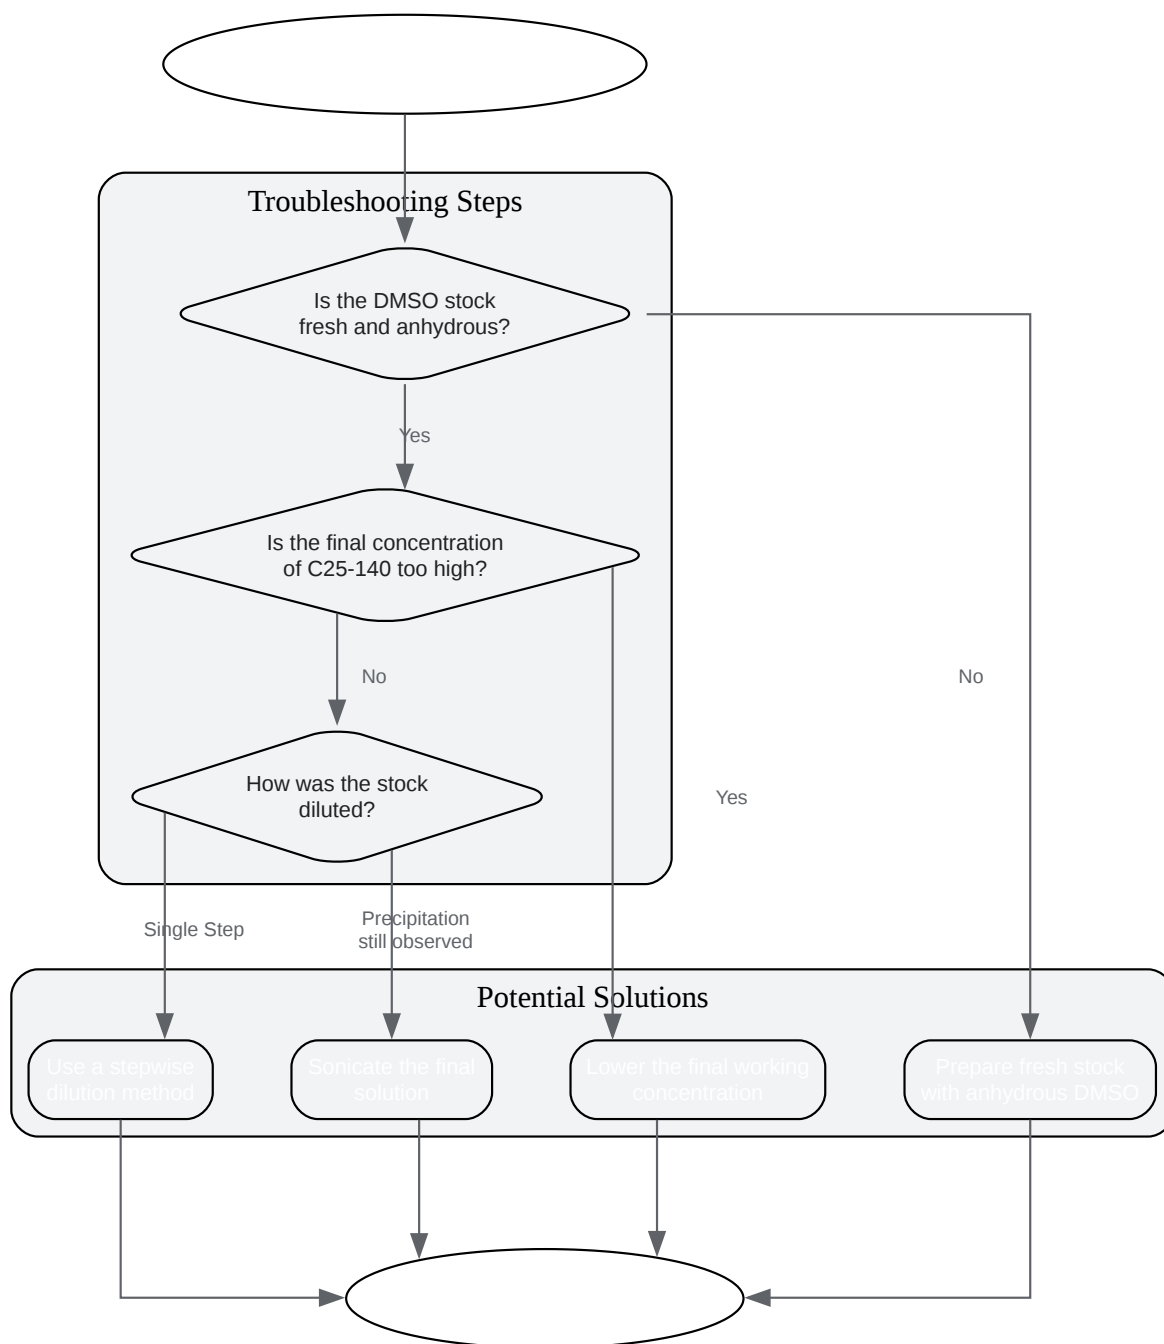 Troubleshooting Steps
Is the DMSO stock
fresh and anhydrous?
Yes
Is the final concentration
of C25-140 too high?
No
No
How was the stock
diluted?
Yes
Single Step
Precipitation
still observed
Potential Solutions
Use a stepwise
dilution method
Sonicate the final
solution
Lower the final working
concentration
Prepare fresh stock
with anhydrous DMSO